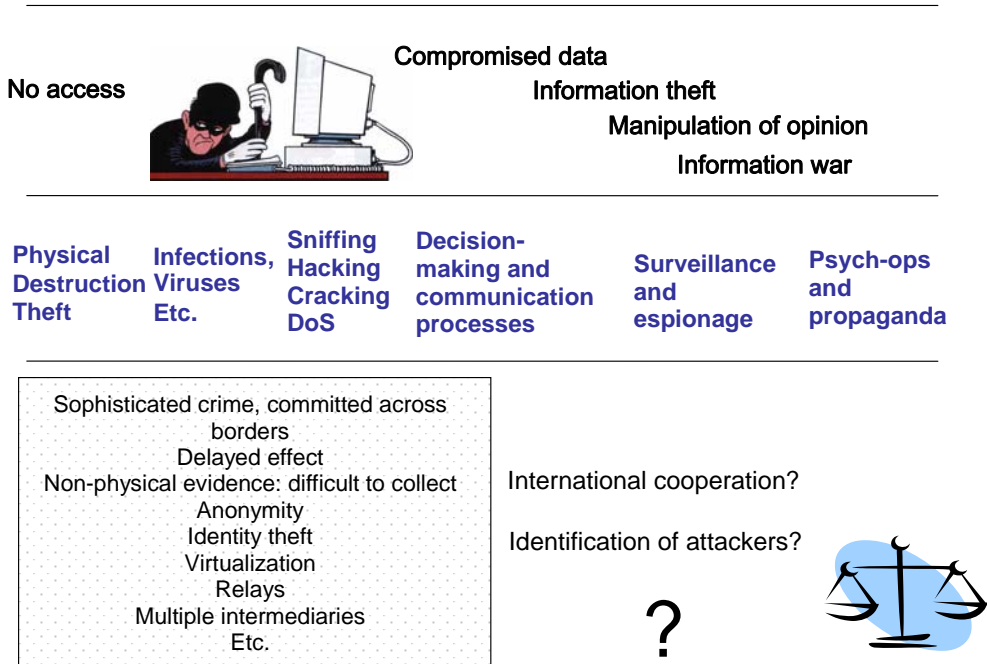 No access
Compromised data
Information theft
Manipulation of opinion
Information war
Physical
Destruction
Theft
Infections,
Viruses
Etc.
Sniffing
Hacking
Cracking
DoS
Decision-
making and
communication
processes
Surveillance
and
espionage
Psych-ops
and
propaganda
Sophisticated crime, committed across
borders
Delayed effect
Non-physical evidence: difficult to collect
Anonymity
Identity theft
Virtualization
Relays
Multiple intermediaries
Etc.
International cooperation?
Identification of attackers?
?